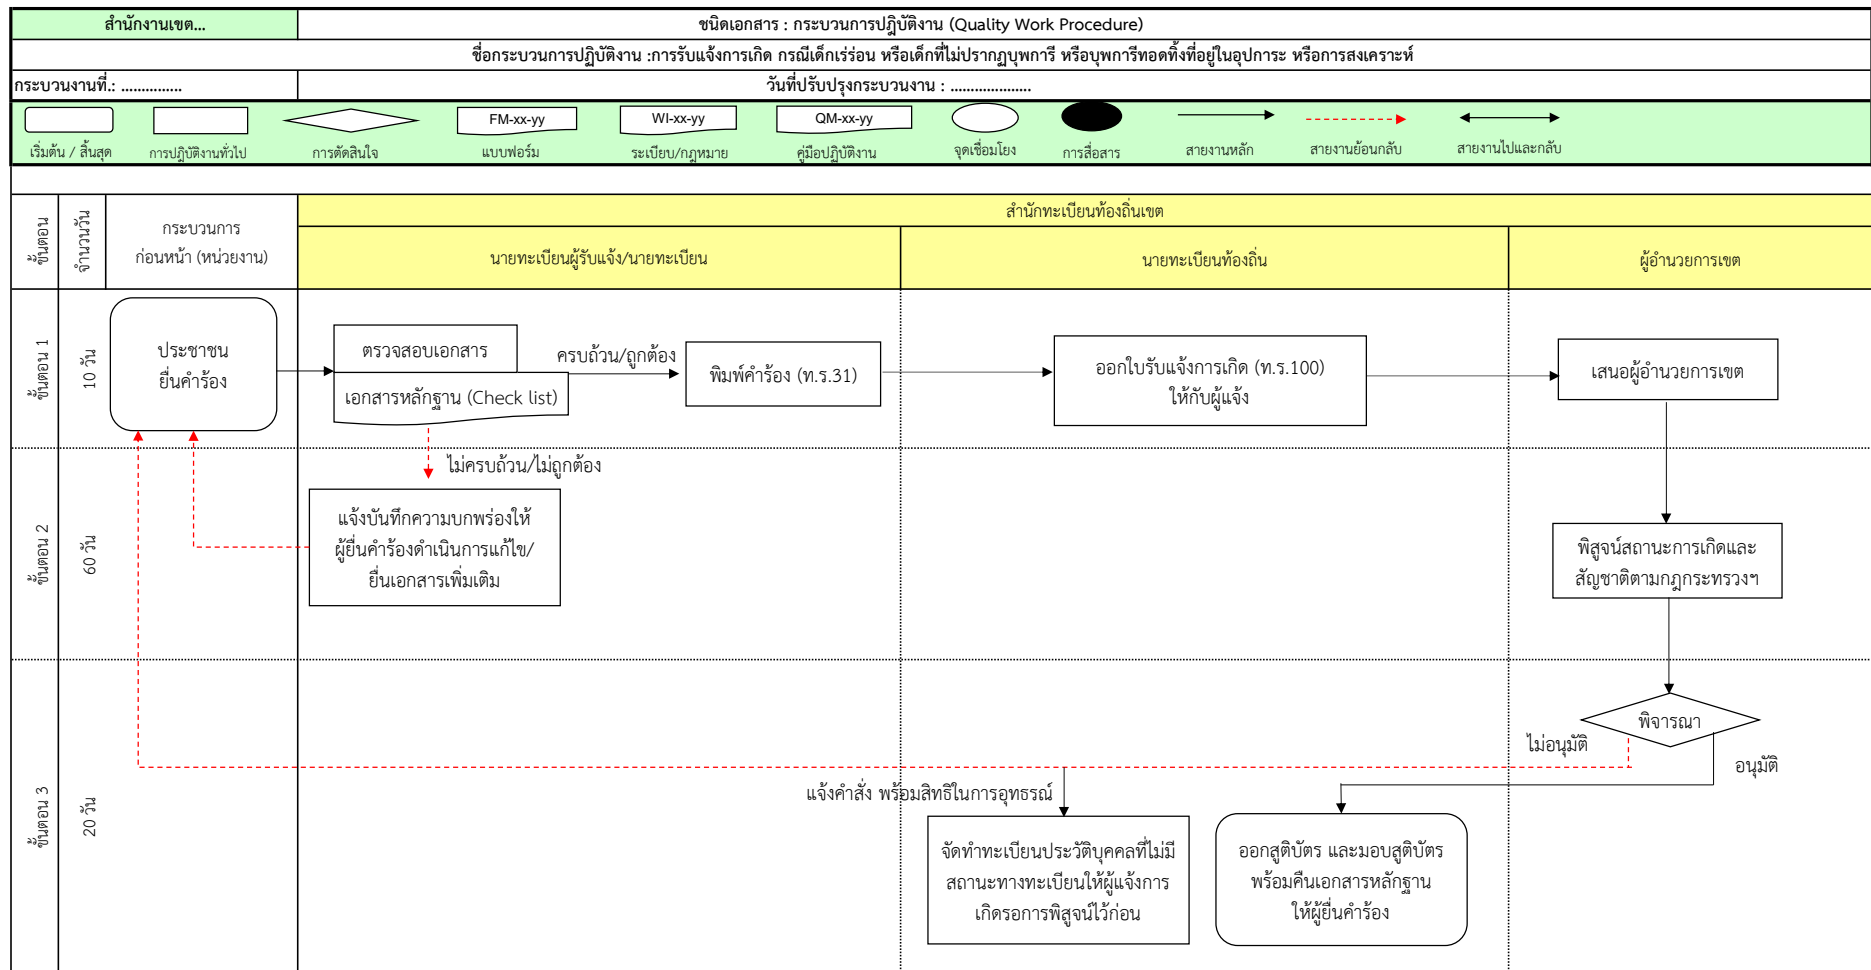 สำนักงานเขต...
ชนิดเอกสาร : กระบวนการปฎิบัติงาน (Quality Work Procedure)
ชื่อกระบวนการปฏิบัติงาน :การรับแจ้งการเกิด กรณีเด็กเร่ร่อน หรือเด็กที่ไม่ปรากฏบุพการี หรือบุพการีทอดทิ้งที่อยู่ในอุปการะ หรือการสงเคราะห์
กระบวนงานที่.: ...............
วันที่ปรับปรุงกระบวนงาน : ....................
FM-xx-yy
WI-xx-yy
QM-xx-yy
เริ่มต้น / สิ้นสุด
การปฏิบัติงานทั่วไป
การตัดสินใจ
แบบฟอร์ม
ระเบียบ/กฎหมาย
คู่มือปฏิบัติงาน
จุดเชื่อมโยง
การสื่อสาร
สายงานหลัก
สายงานย้อนกลับ
สายงานไปและกลับ
ขั้นตอน
จำนวนวัน
กระบวนการ
ก่อนหน้า (หน่วยงาน)
สำนักทะเบียนท้องถิ่นเขต
นายทะเบียนผู้รับแจ้ง/นายทะเบียน
นายทะเบียนท้องถิ่น
ผู้อำนวยการเขต
ขั้นตอน 1
10 วัน
ประชาชน
ยื่นคำร้อง
ตรวจสอบเอกสาร
เอกสารหลักฐาน (Check list)
ครบถ้วน/ถูกต้อง
พิมพ์คำร้อง (ท.ร.31)
ออกใบรับแจ้งการเกิด (ท.ร.100)
ให้กับผู้แจ้ง
เสนอผู้อำนวยการเขต
ไม่ครบถ้วน/ไม่ถูกต้อง
ขั้นตอน 2
60 วัน
แจ้งบันทึกความบกพร่องให้
ผู้ยื่นคำร้องดำเนินการแก้ไข/
ยื่นเอกสารเพิ่มเติม
พิสูจน์สถานะการเกิดและ
สัญชาติตามกฎกระทรวงฯ
ขั้นตอน 3
20 วัน
พิจารณา
ไม่อนุมัติ
อนุมัติ
แจ้งคำสั่ง พร้อมสิทธิในการอุทธรณ์
จัดทำทะเบียนประวัติบุคคลที่ไม่มี
สถานะทางทะเบียนให้ผู้แจ้งการ
เกิดรอการพิสูจน์ไว้ก่อน
ออกสูติบัตร และมอบสูติบัตร
พร้อมคืนเอกสารหลักฐาน
ให้ผู้ยื่นคำร้อง